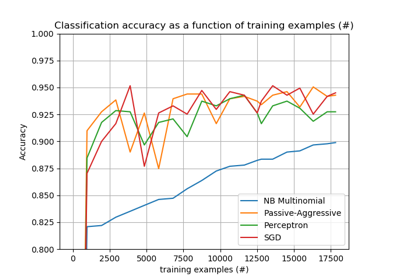 Classification accuracy as a function of training examples (#)
1.000
0.975
0.950
0.925
0.900
0.875
0.850
0.825
0.800
Accuracy
NB Multinomial
Passive-Aggressive
Perceptron
SGD
0 2500 5000 7500 10000 12500 15000 17500
training examples (#)